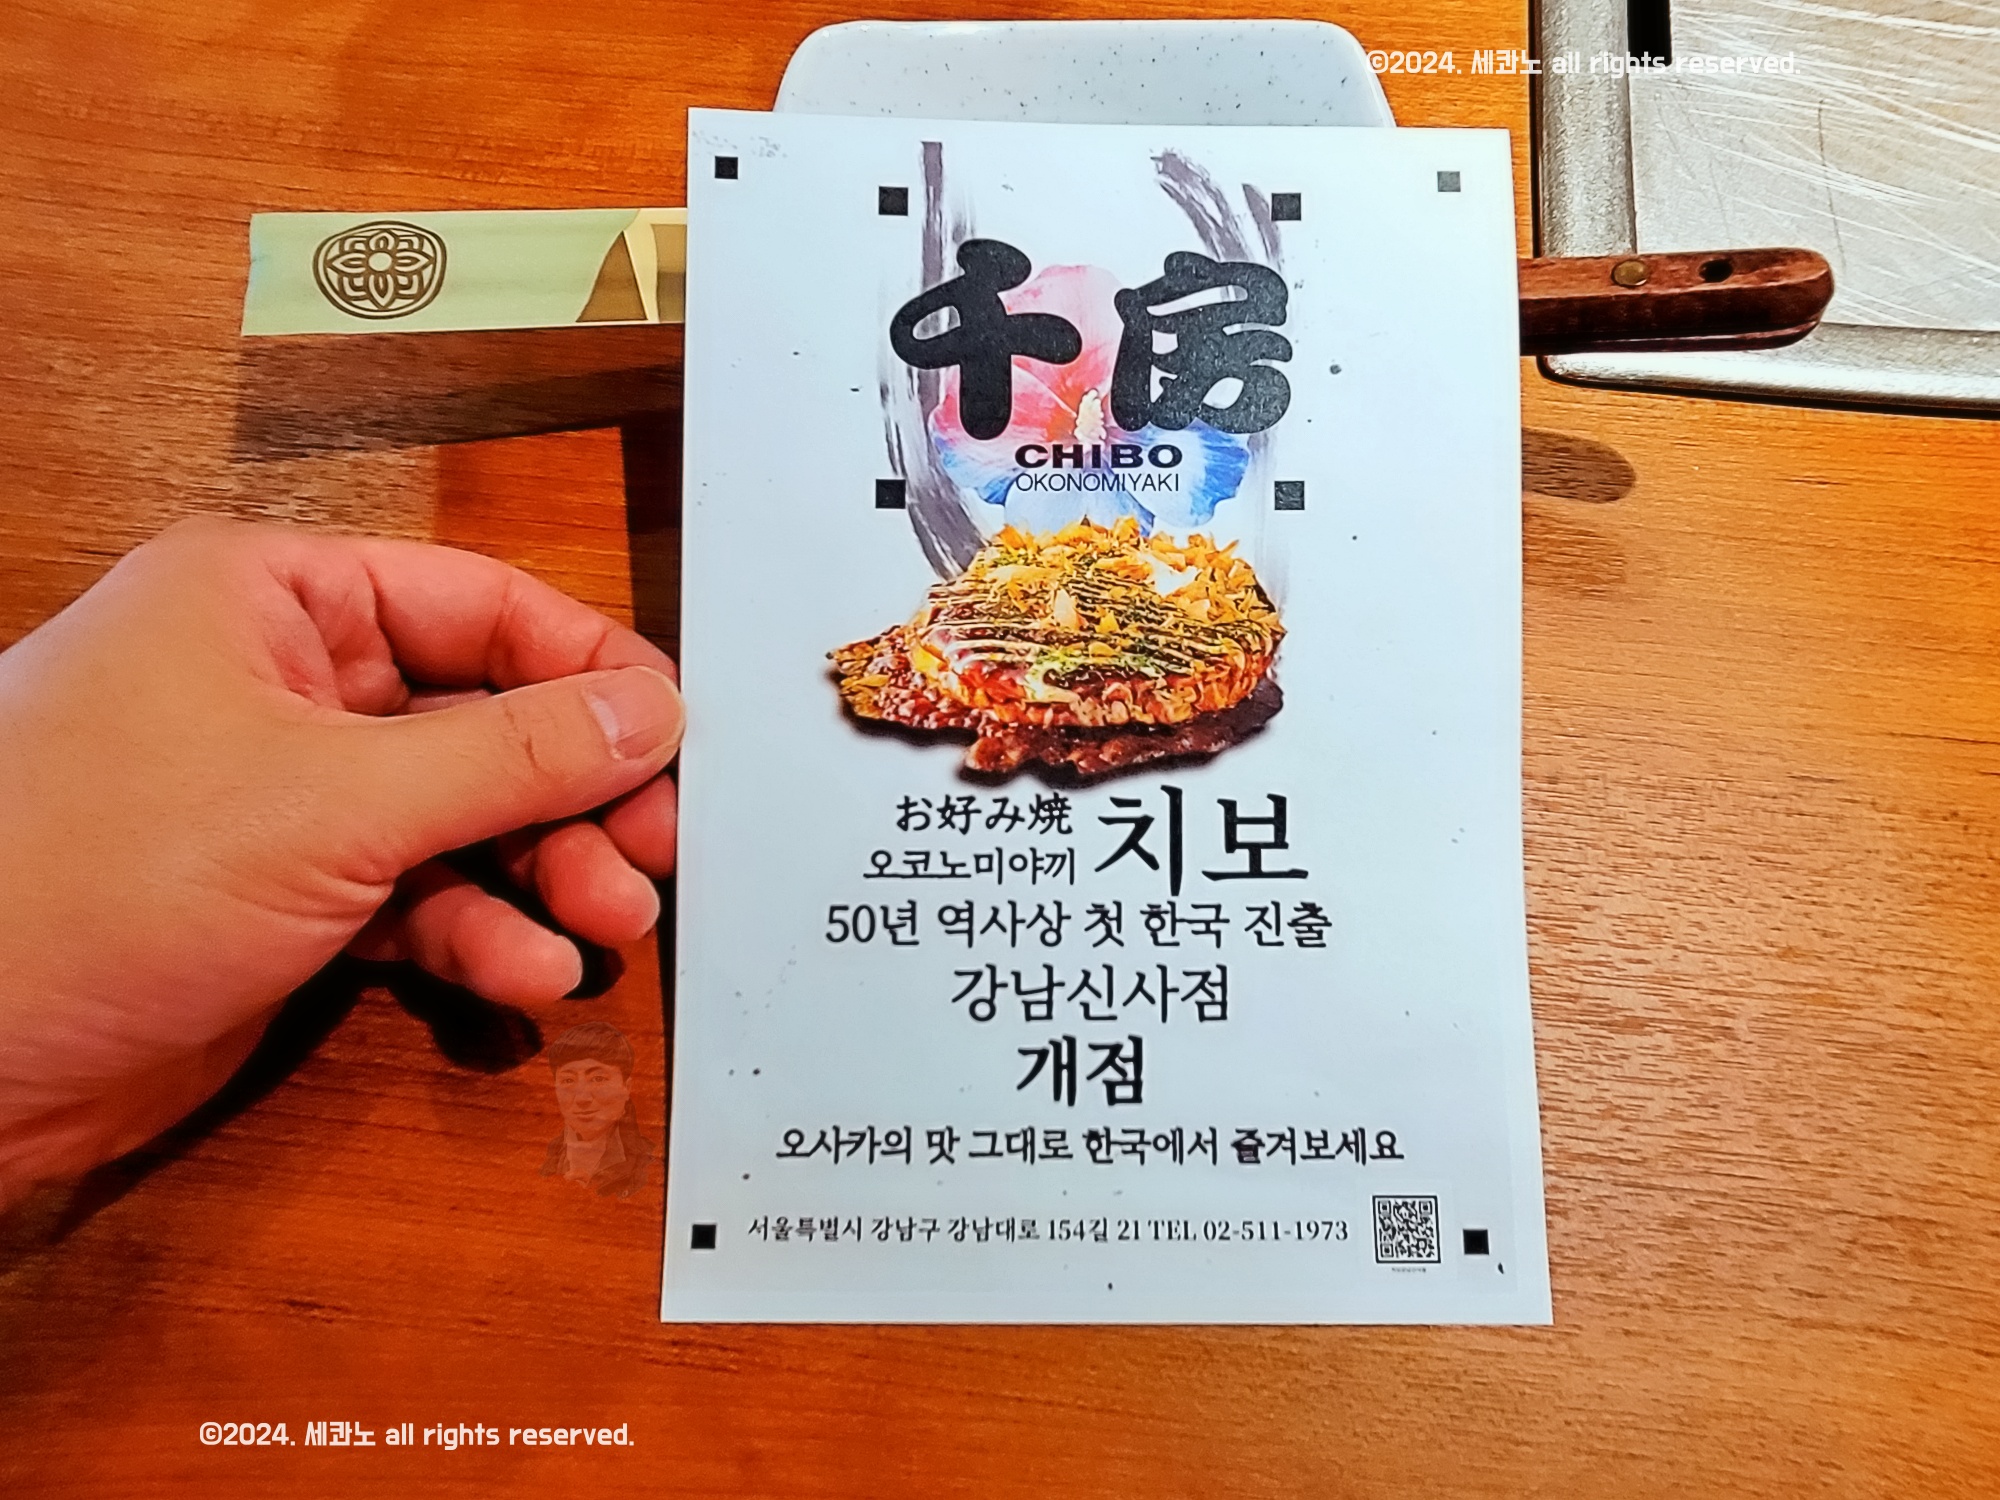 ©2024. 세콴노 all rights reserved.
千房
CHIBO
OKONOMIYAKI
お好み焼
오코노미야끼
치보
50년 역사상 첫 한국 진출
강남신사점
개점
오사카의 맛 그대로 한국에서 즐겨보세요
서울특별시 강남구 강남대로 154길 21 TEL 02-511-1973
©2024. 세콴노 all rights reserved.